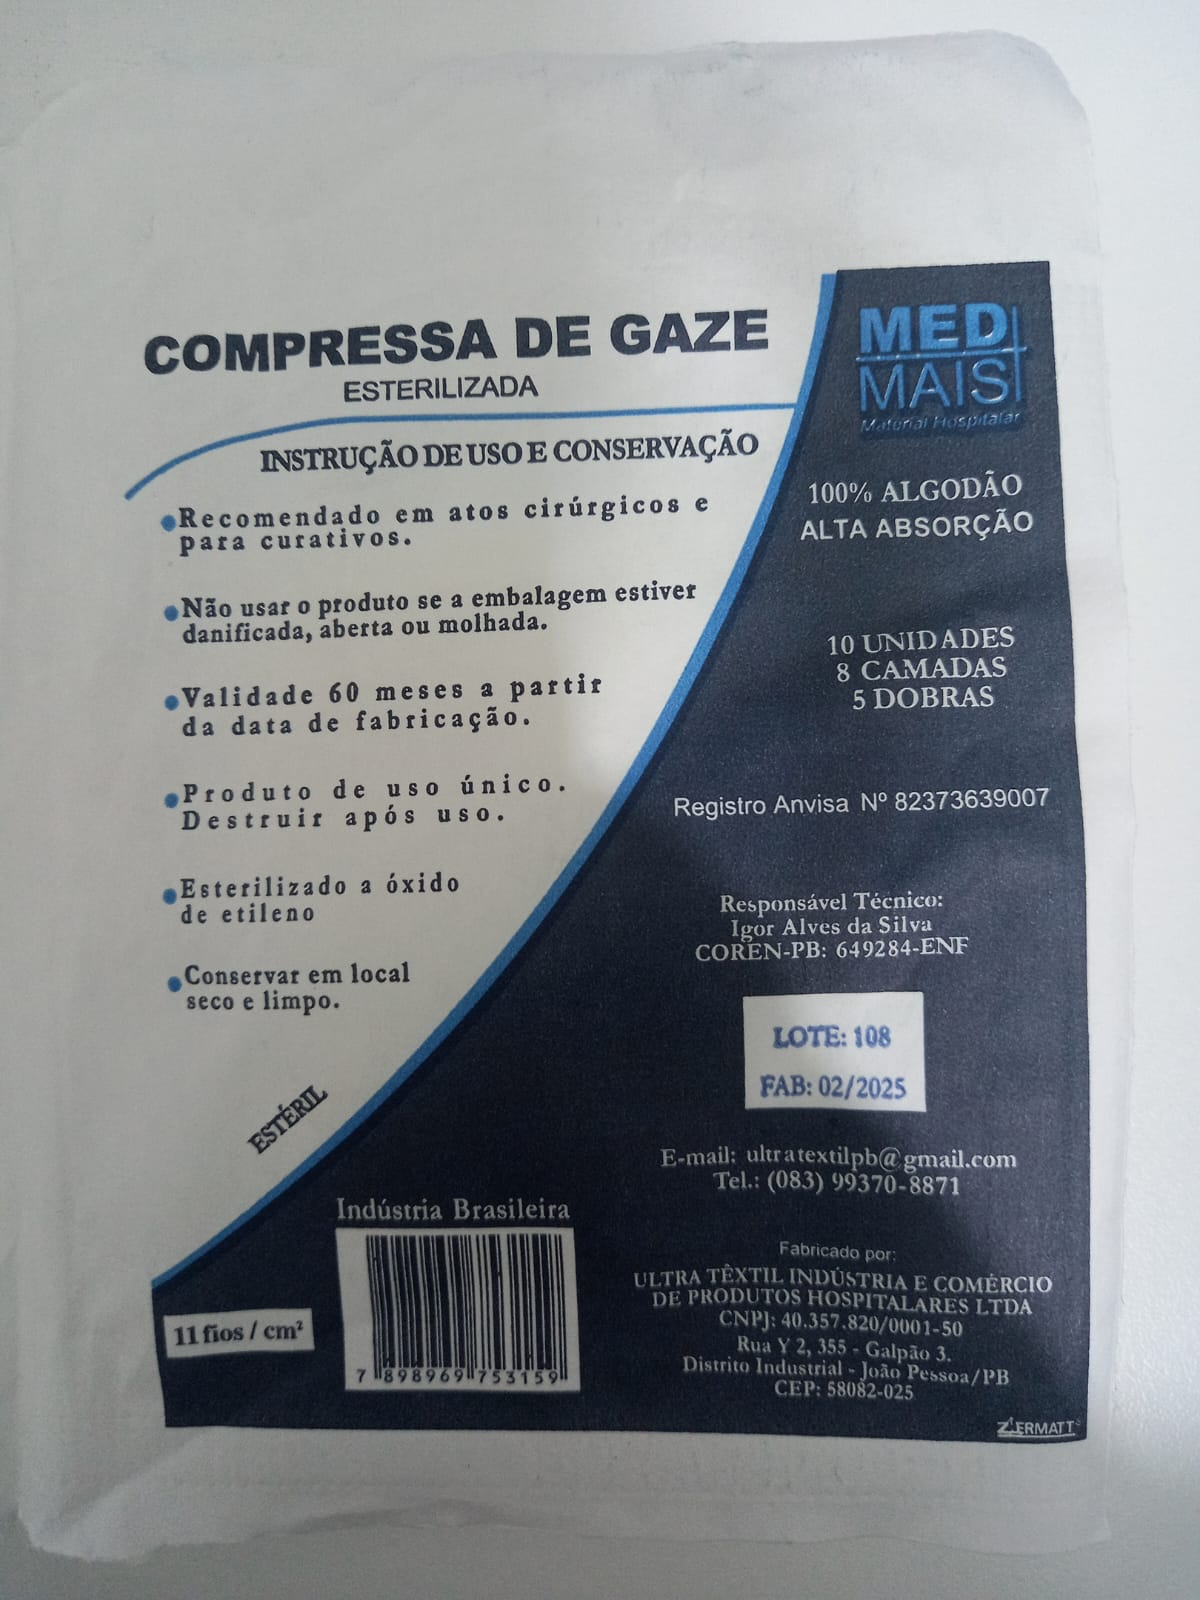 COMPRESSA DE GAZE
ESTERILIZADA
INSTRUÇÃO DE USO E CONSERVAÇÃO
Recomendado em atos cirúrgicos e
para curativos.
Não usar o produto se a embalagem estiver
danificada, aberta ou molhada.
Validade 60 meses a partir
da data de fabricação.
Produto de uso único.
Destruir após uso.
Esterilizado a óxido
de etileno
Conservar em local
seco e limpo.
ESTÉRIL
MED
MAIS
Material Hospitalar
100% ALGODÃO
ALTA ABSORÇÃO
10 UNIDADES
8 CAMADAS
5 DOBRAS
Registro Anvisa Nº 82373639007
Responsável Técnico:
Igor Alves da Silva
COREN-PB: 649284-ENF
LOTE: 108
FAB: 02/2025
E-mail: ultratextilpb@gmail.com
Tel.: (083) 99370-8871
Indústria Brasileira
7 898969 753159
11 fios / cm²
Fabricado por:
ULTRA TÊXTIL INDÚSTRIA E COMÉRCIO
DE PRODUTOS HOSPITALARES LTDA
CNPJ: 40.357.820/0001-50
Rua Y 2, 355 - Galpão 3.
Distrito Industrial - João Pessoa/PB
CEP: 58082-025
ZERMATT